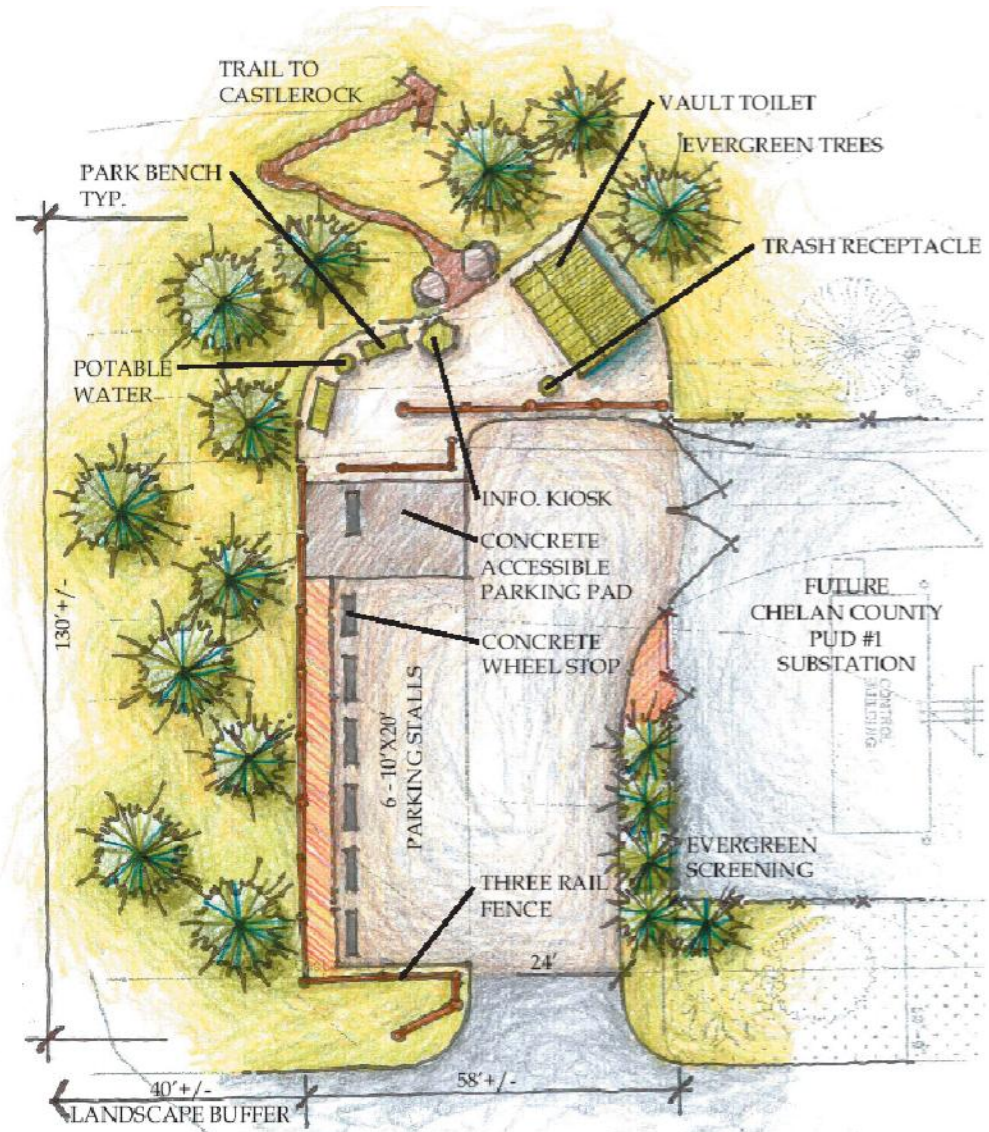 TRAIL TO
CASTLEROCK
VAULT TOILET
EVERGREEN TREES
PARK BENCH
TYP.
TRASH RECEPTACLE
POTABLE
WATER
INFO. KIOSK
CONCRETE
ACCESSIBLE
PARKING PAD
CONCRETE
WHEEL STOP
130'+/-
6 - 10'X20'
PARKING STALLS
FUTURE
CHELAN COUNTY
PUD #1
SUBSTATION
CONTROL
BUILDING
EVERGREEN
SCREENING
THREE RAIL
FENCE
24'
40'+/-
LANDSCAPE BUFFER
58'+/-